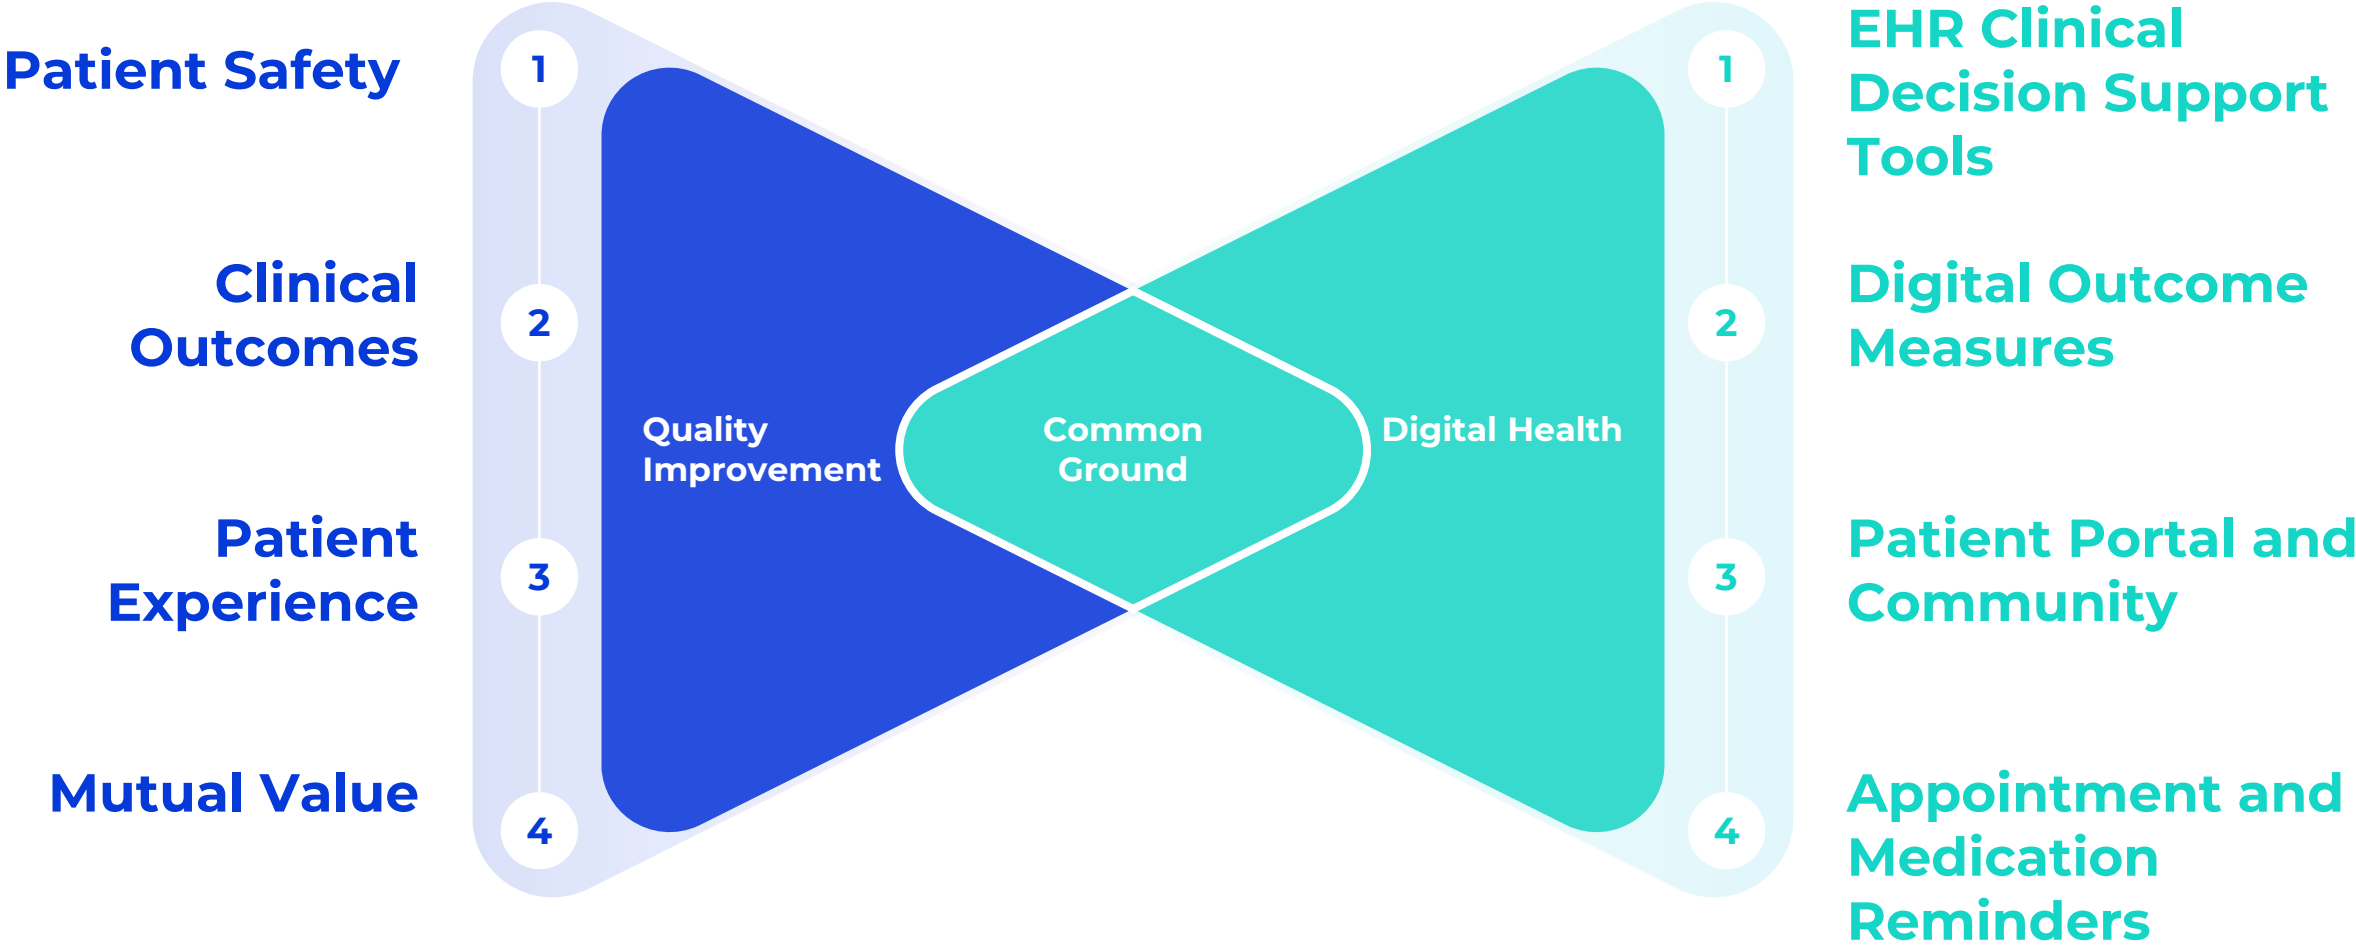 Patient Safety
1
Clinical
Outcomes
2
Patient
Experience
3
Mutual Value
4
Quality
Improvement
Common
Ground
Digital Health
1
EHR Clinical
Decision Support
Tools
2
Digital Outcome
Measures
3
Patient Portal and
Community
4
Appointment and
Medication
Reminders